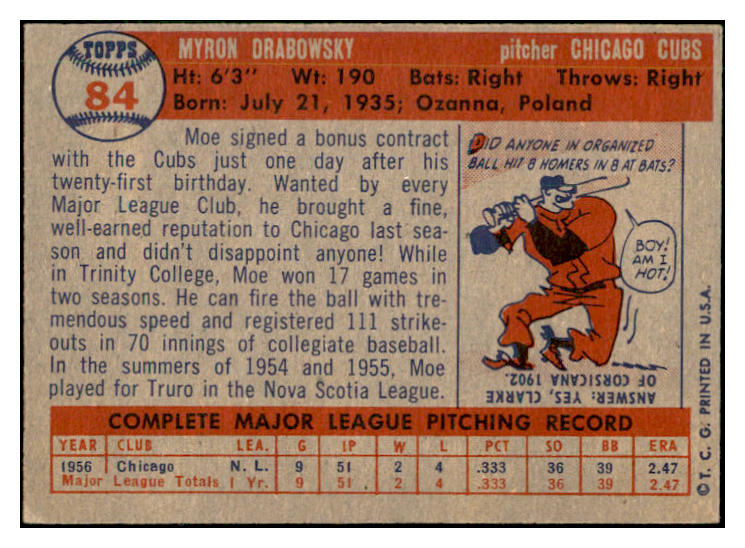 TOPPS
84
MYRON DRABOWSKY pitcher CHICAGO CUBS
Ht: 6'3" Wt: 190 Bats: Right Throws: Right
Born: July 21, 1935; Ozanna, Poland
Moe signed a bonus contract
with the Cubs just one day after his
twenty-first birthday. Wanted by every
Major League Club, he brought a fine,
well-earned reputation to Chicago last sea-
son and didn't disappoint anyone! While
in Trinity College, Moe won 17 games in
two seasons. He can fire the ball with tre-
mendous speed and registered 111 strike-
outs in 70 innings of collegiate baseball.
In the summers of 1954 and 1955, Moe
played for Truro in the Nova Scotia League.
DID ANYONE IN ORGANIZED
BALL HIT 8 HOMERS IN 8 AT BATS?
BOY!
AM I
HOT!
ANSWER: YES, CLARKE
OF CORSICANA 1902.
COMPLETE MAJOR LEAGUE PITCHING RECORD
YEAR CLUB LEA. G IP W L PCT SO BB ERA
1956 Chicago N. L. 9 51 2 4 .333 36 39 2.47
Major League Totals 1 Yr. 9 51 2 4 .333 36 39 2.47
© T. C. G. PRINTED IN U.S.A.